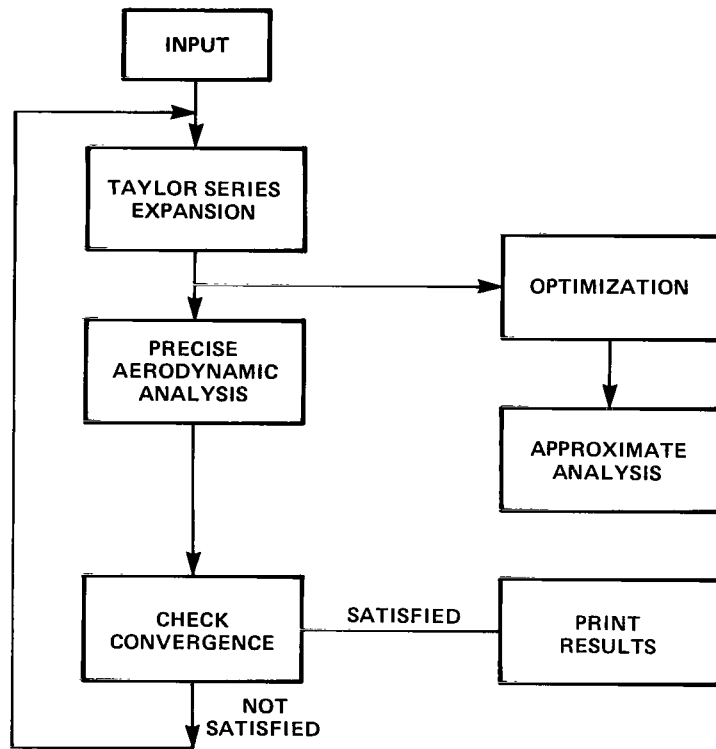 INPUT
TAYLOR SERIES
EXPANSION
OPTIMIZATION
PRECISE
AERODYNAMIC
ANALYSIS
APPROXIMATE
ANALYSIS
CHECK
CONVERGENCE
SATISFIED
PRINT
RESULTS
NOT
SATISFIED